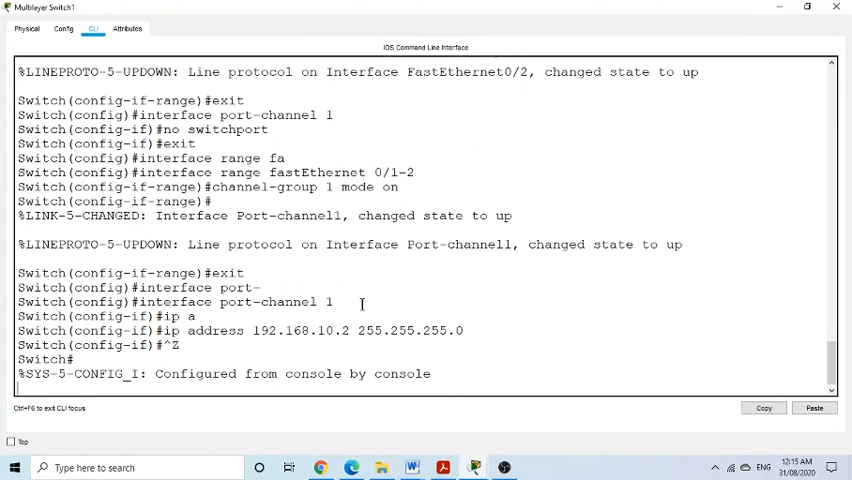 Multilayer Switch1
Physical Config CLI Attributes
IOS Command Line Interface
%LINEPROTO-5-UPDOWN: Line protocol on Interface FastEthernet0/2, changed state to up
Switch(config-if-range)#exit
Switch(config)#interface port-channel 1
Switch(config-if)#no switchport
Switch(config-if)#exit
Switch(config)#interface range fa
Switch(config)#interface range fastEthernet 0/1-2
Switch(config-if-range)#channel-group 1 mode on
Switch(config-if-range)#
%LINK-5-CHANGED: Interface Port-channel1, changed state to up
%LINEPROTO-5-UPDOWN: Line protocol on Interface Port-channel1, changed state to up
Switch(config-if-range)#exit
Switch(config)#interface port-
Switch(config)#interface port-channel 1
Switch(config-if)#ip a
Switch(config-if)#ip address 192.168.10.2 255.255.255.0
Switch(config-if)#^Z
Switch#
%SYS-5-CONFIG_I: Configured from console by console
Ctrl+F6 to exit CLI focus
Copy Paste
Top
Type here to search
ENG
12:15 AM
31/08/2020